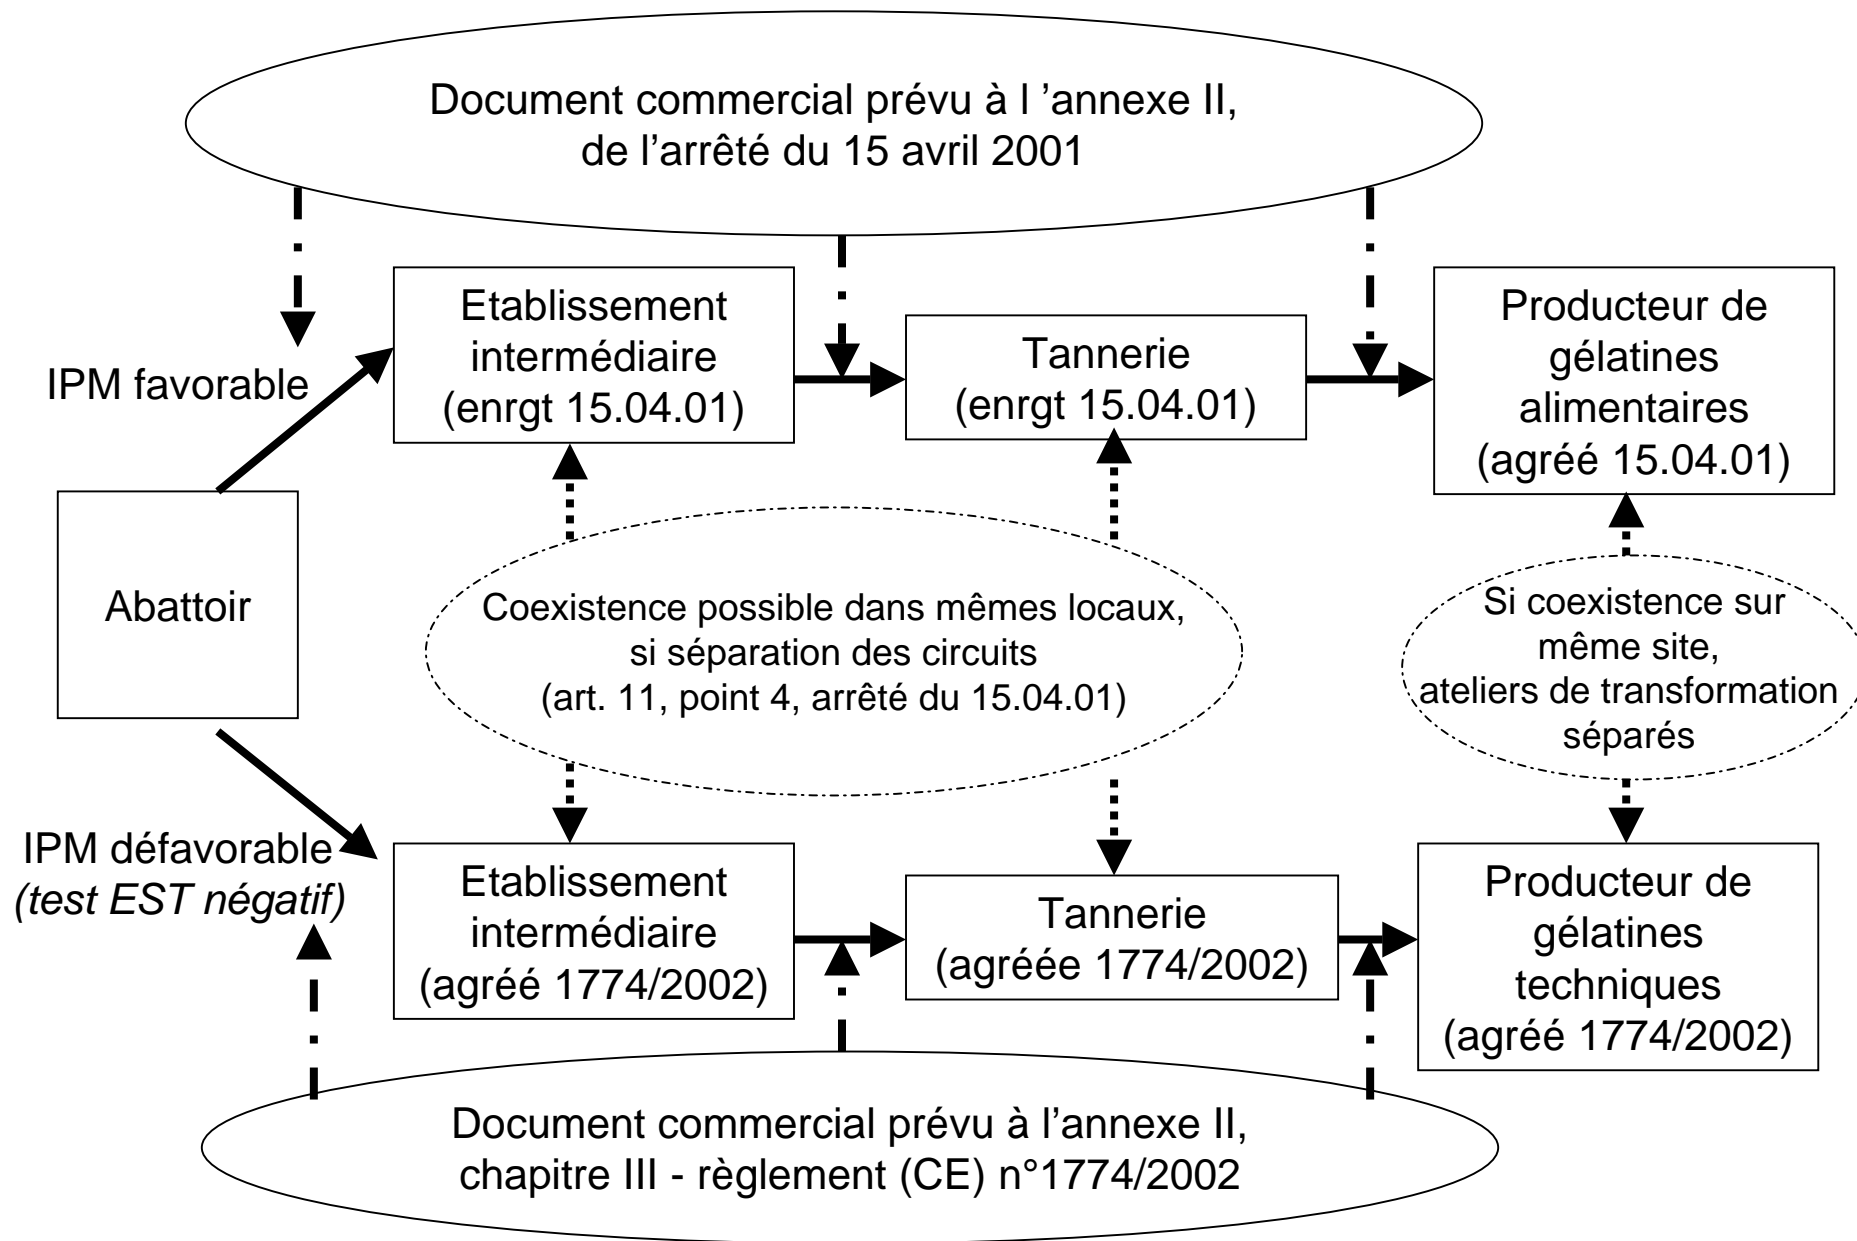 Document commercial prévu à l ’annexe II,
de l’arrêté du 15 avril 2001
IPM favorable
Etablissement
intermédiaire
(enrgt 15.04.01)
Tannerie
(enrgt 15.04.01)
Producteur de
gélatines
alimentaires
(agréé 15.04.01)
Abattoir
Coexistence possible dans mêmes locaux,
si séparation des circuits
(art. 11, point 4, arrêté du 15.04.01)
Si coexistence sur
même site,
ateliers de transformation
séparés
IPM défavorable
(test EST négatif)
Etablissement
intermédiaire
(agréé 1774/2002)
Tannerie
(agréée 1774/2002)
Producteur de
gélatines
techniques
(agréé 1774/2002)
Document commercial prévu à l’annexe II,
chapitre III - règlement (CE) n°1774/2002